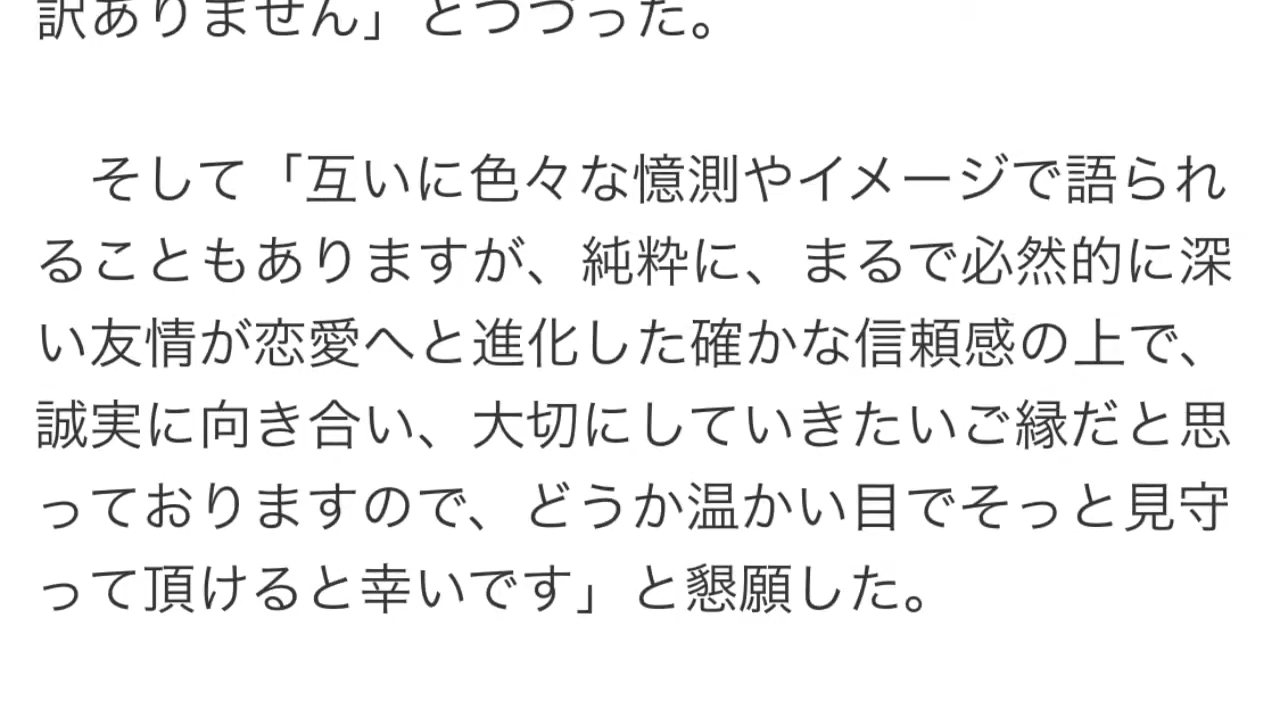 訳ありません」とつづった。
　そして「互いに色々な憶測やイメージで語られ
ることもありますが、純粋に、まるで必然的に深
い友情が恋愛へと進化した確かな信頼感の上で、
誠実に向き合い、大切にしていきたいご縁だと思
っておりますので、どうか温かい目でそっと見守
って頂けると幸いです」と懇願した。